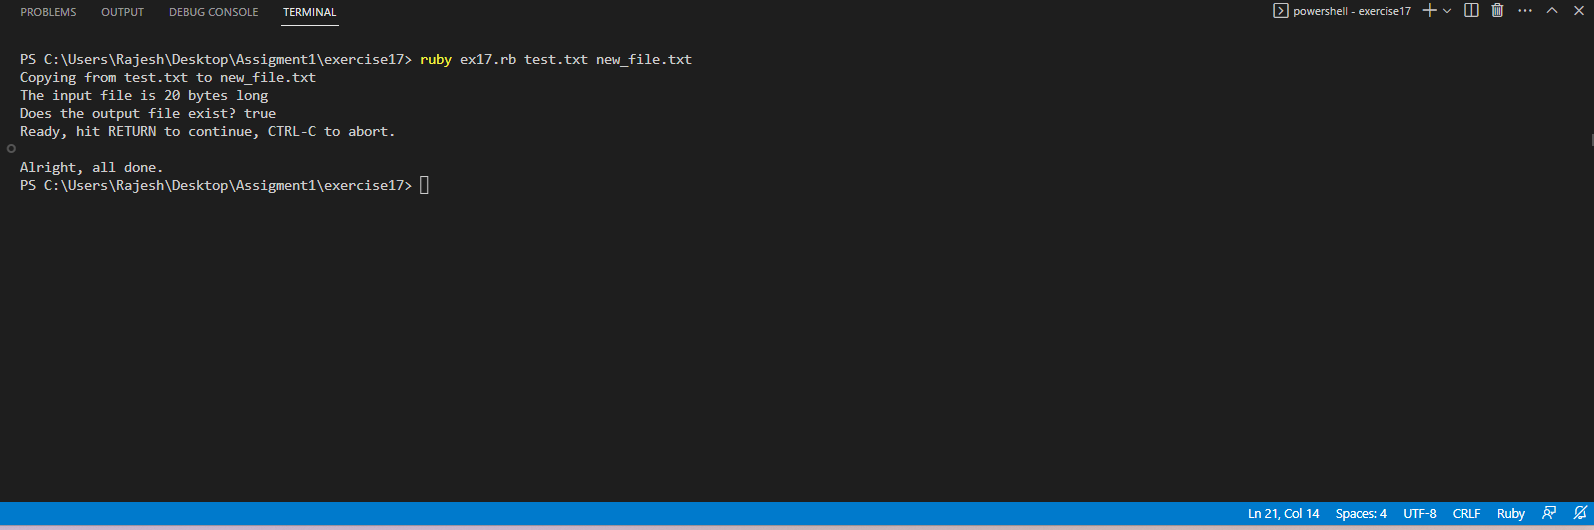 PROBLEMS OUTPUT DEBUG CONSOLE TERMINAL powershell - exercise17
PS C:\Users\Rajesh\Desktop\Assigment1\exercise17> ruby ex17.rb test.txt new_file.txt
Copying from test.txt to new_file.txt
The input file is 20 bytes long
Does the output file exist? true
Ready, hit RETURN to continue, CTRL-C to abort.
Alright, all done.
PS C:\Users\Rajesh\Desktop\Assigment1\exercise17>
Ln 21, Col 14 Spaces: 4 UTF-8 CRLF Ruby